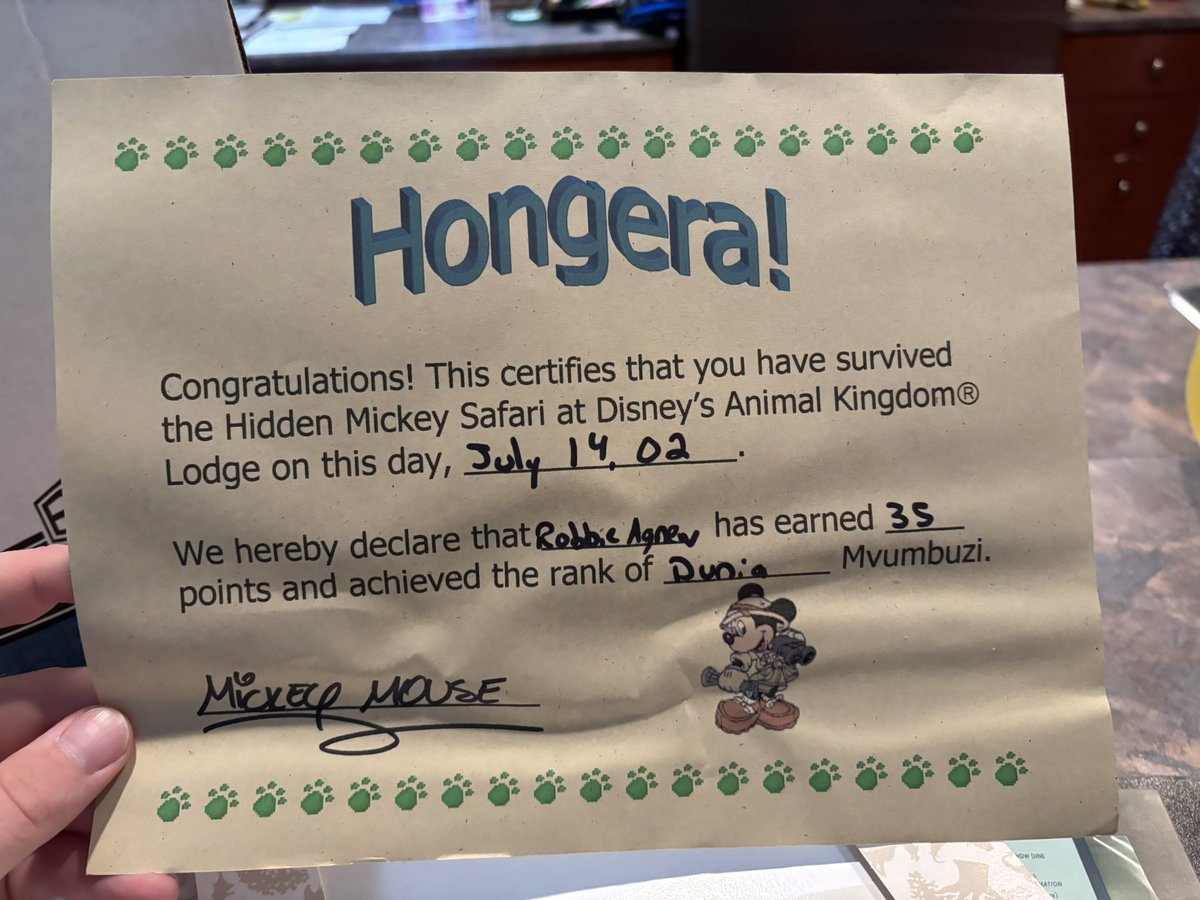 Hongera!
Congratulations! This certifies that you have survived
the Hidden Mickey Safari at Disney's Animal Kingdom®
Lodge on this day, July 14, 02.
We hereby declare that Robbie Agnew has earned 35
points and achieved the rank of Dunia Mvumbuzi.
Mickey Mouse
WDW DINE